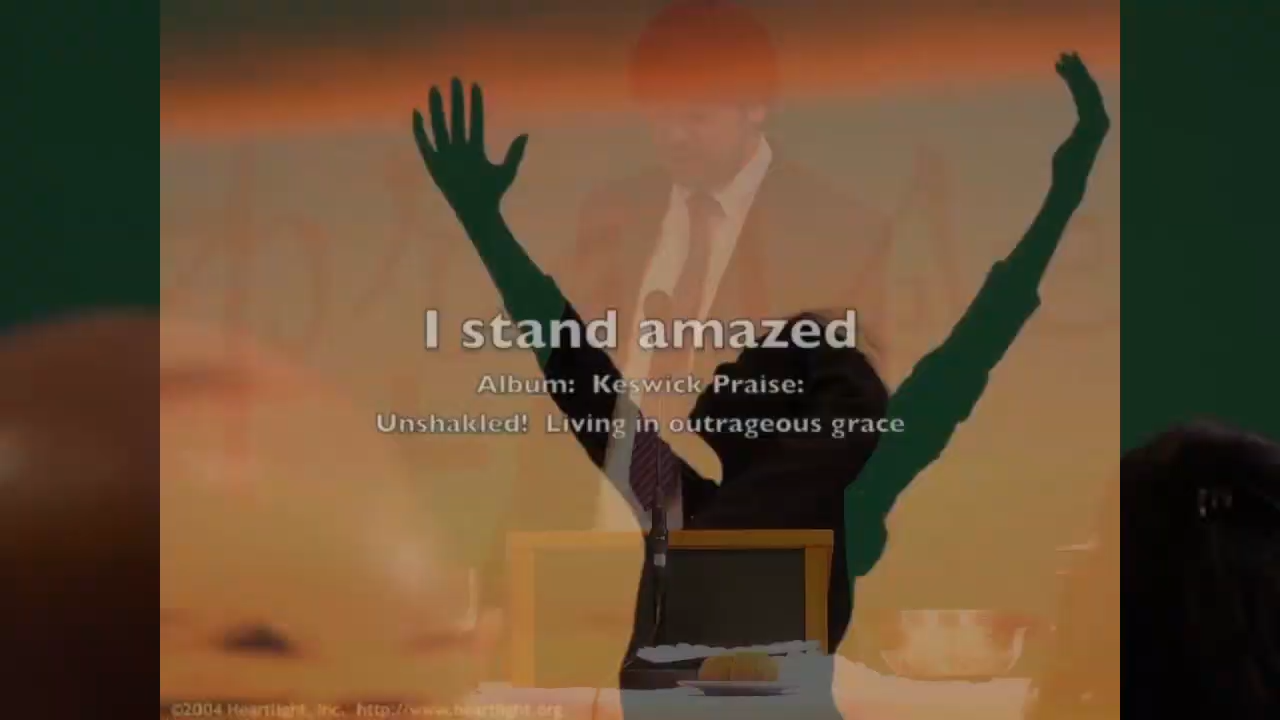 I stand amazed
Album: Keswick Praise:
Unshakled! Living in outrageous grace
©2004 Heartlight, Inc. http://www.heartlight.org